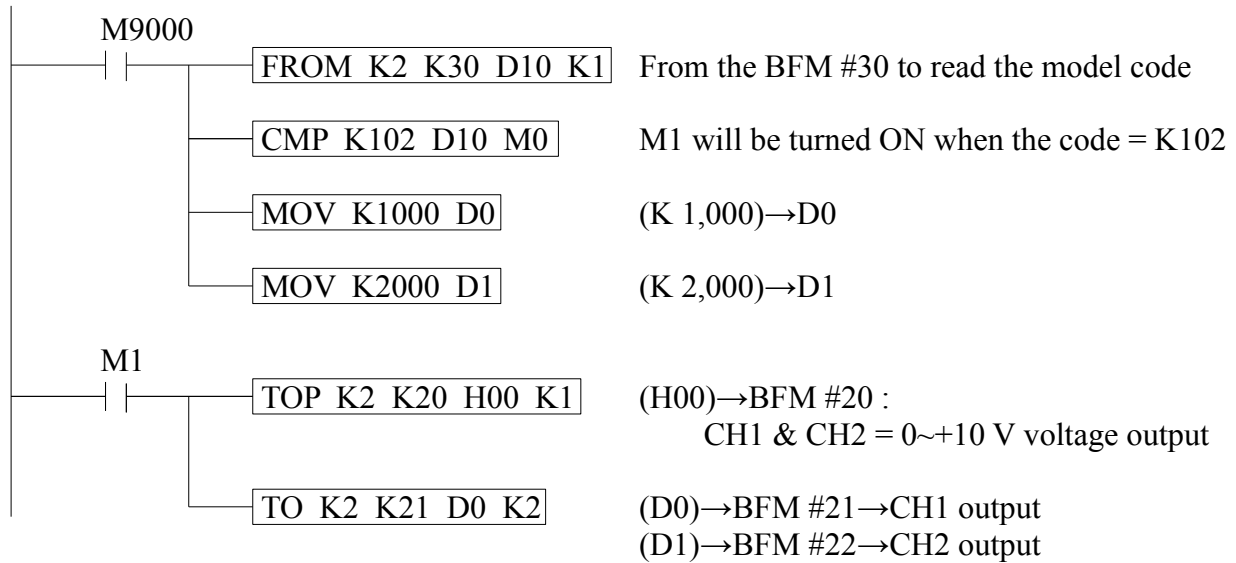 M9000
FROM K2 K30 D10 K1 From the BFM #30 to read the model code
CMP K102 D10 M0 M1 will be turned ON when the code = K102
MOV K1000 D0 (K 1,000)→D0
MOV K2000 D1 (K 2,000)→D1
M1
TOP K2 K20 H00 K1 (H00)→BFM #20 :
CH1 & CH2 = 0~+10 V voltage output
TO K2 K21 D0 K2 (D0)→BFM #21→CH1 output
(D1)→BFM #22→CH2 output